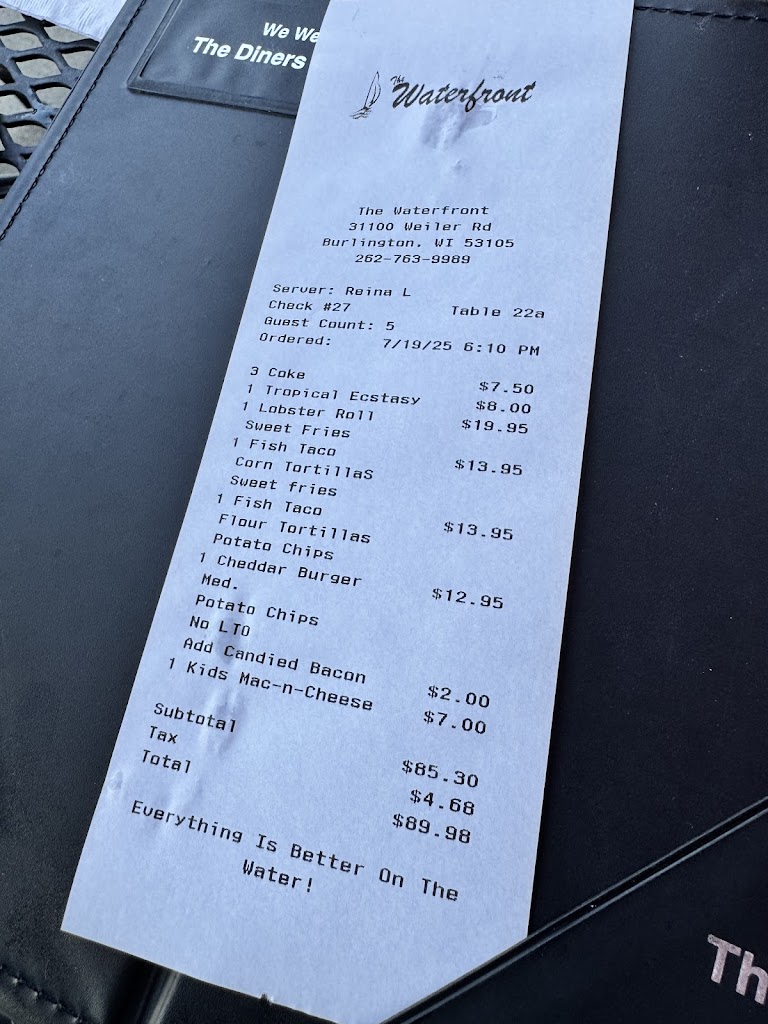 We We
The Diners
The Waterfront
The Waterfront
31100 Weiler Rd
Burlington, WI 53105
262-763-9989
Server: Reina L
Check #27 Table 22a
Guest Count: 5
Ordered: 7/19/25 6:10 PM
3 Coke $7.50
1 Tropical Ecstasy $8.00
1 Lobster Roll $19.95
Sweet Fries
1 Fish Taco $13.95
Corn TortillaS
Sweet fries
1 Fish Taco $13.95
Flour Tortillas
Potato Chips
1 Cheddar Burger $12.95
Med.
Potato Chips
No LTO
Add Candied Bacon $2.00
1 Kids Mac-n-Cheese $7.00
Subtotal $85.30
Tax $4.68
Total $89.98
Everything Is Better On The
Water!
Th